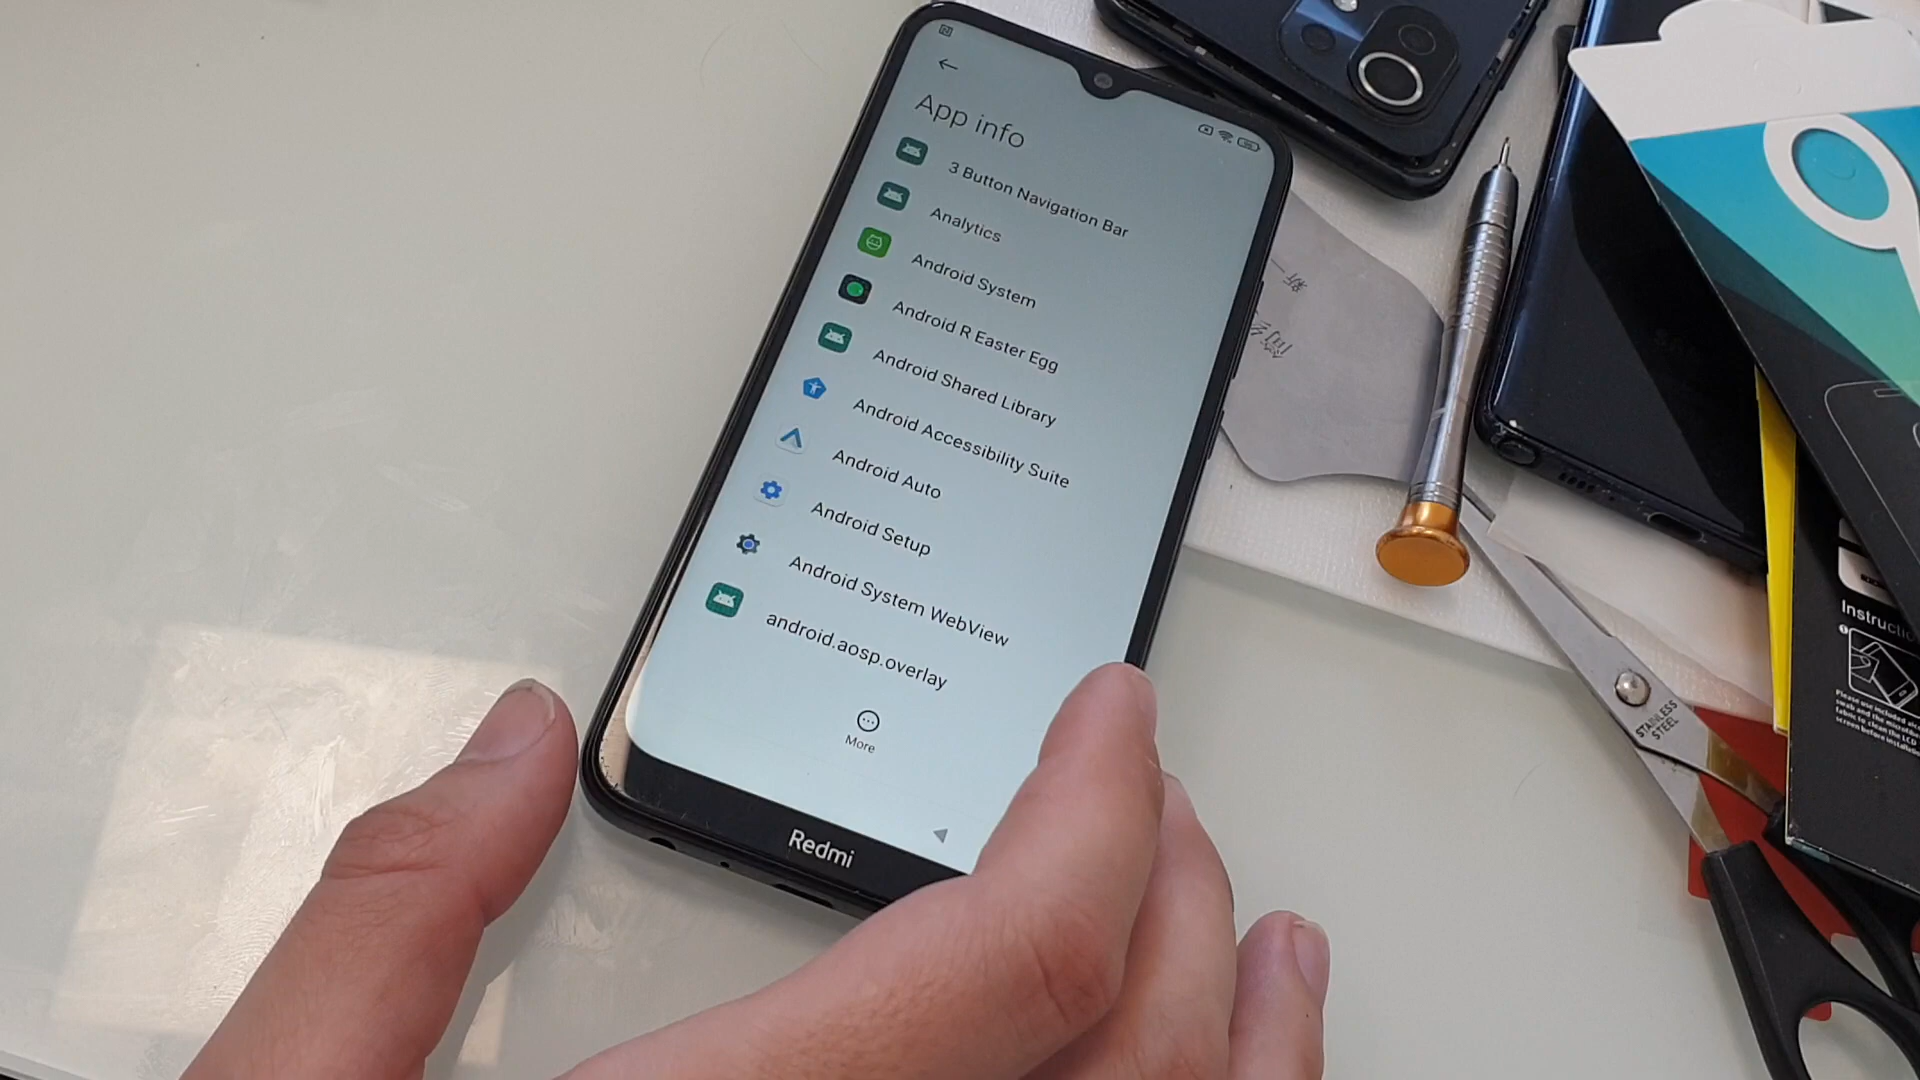 App info
3 Button Navigation Bar
Analytics
Android System
Android R Easter Egg
Android Shared Library
Android Accessibility Suite
Android Auto
Android Setup
Android System WebView
android.aosp.overlay
More
Redmi
STAINLESS
STEEL